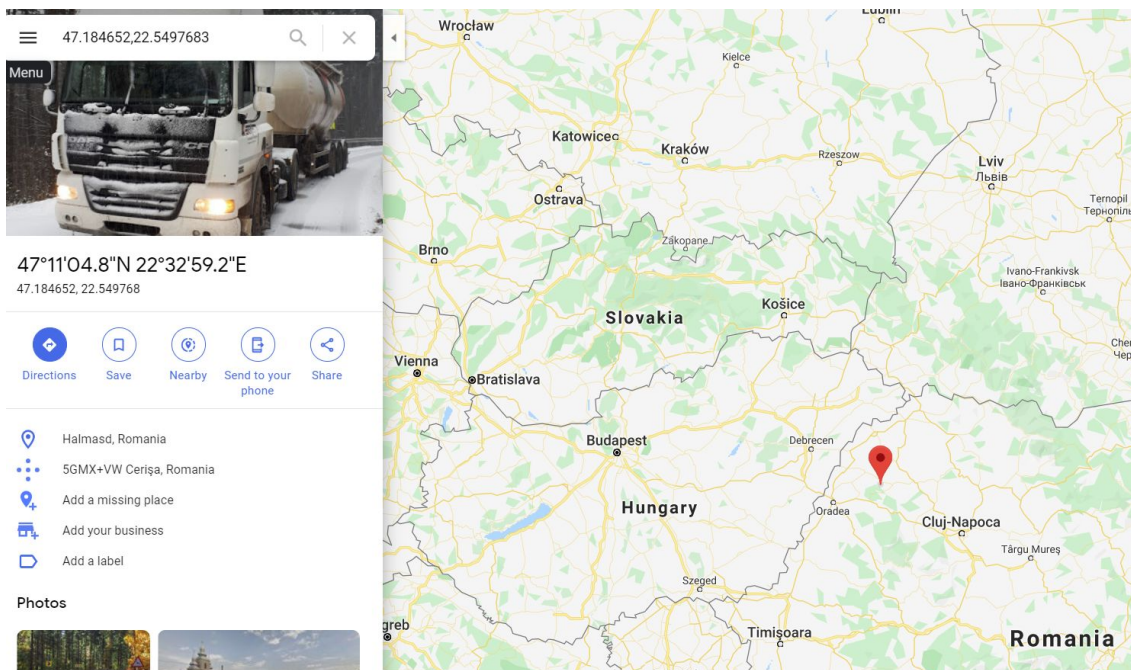 47.184652,22.5497683
Menu
47°11'04.8"N 22°32'59.2"E
47.184652, 22.549768
Directions
Save
Nearby
Send to your
phone
Share
Halmasd, Romania
5GMX+VW Cerișa, Romania
Add a missing place
Add your business
Add a label
Photos
Wrocław
Lublin
Kielce
Katowice
Kraków
Rzeszow
Lviv
Львів
Ostrava
Ternopil
Brno
Zakopane
Ivano-Frankivsk
Івано-Франківськ
Košice
Slovakia
Vienna
Bratislava
Budapest
Debrecen
Hungary
Oradea
Cluj-Napoca
Târgu Mureș
Szeged
greb
Timișoara
Romania